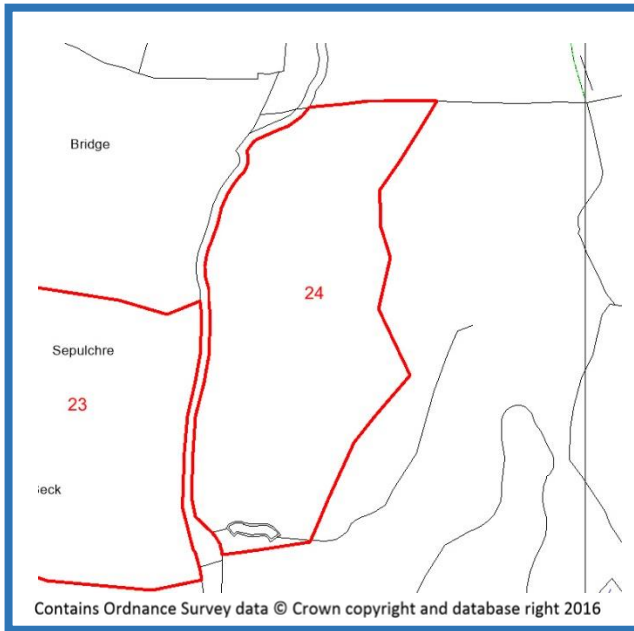 Bridge
24
Sepulchre
23
Contains Ordnance Survey data © Crown copyright and database right 2016